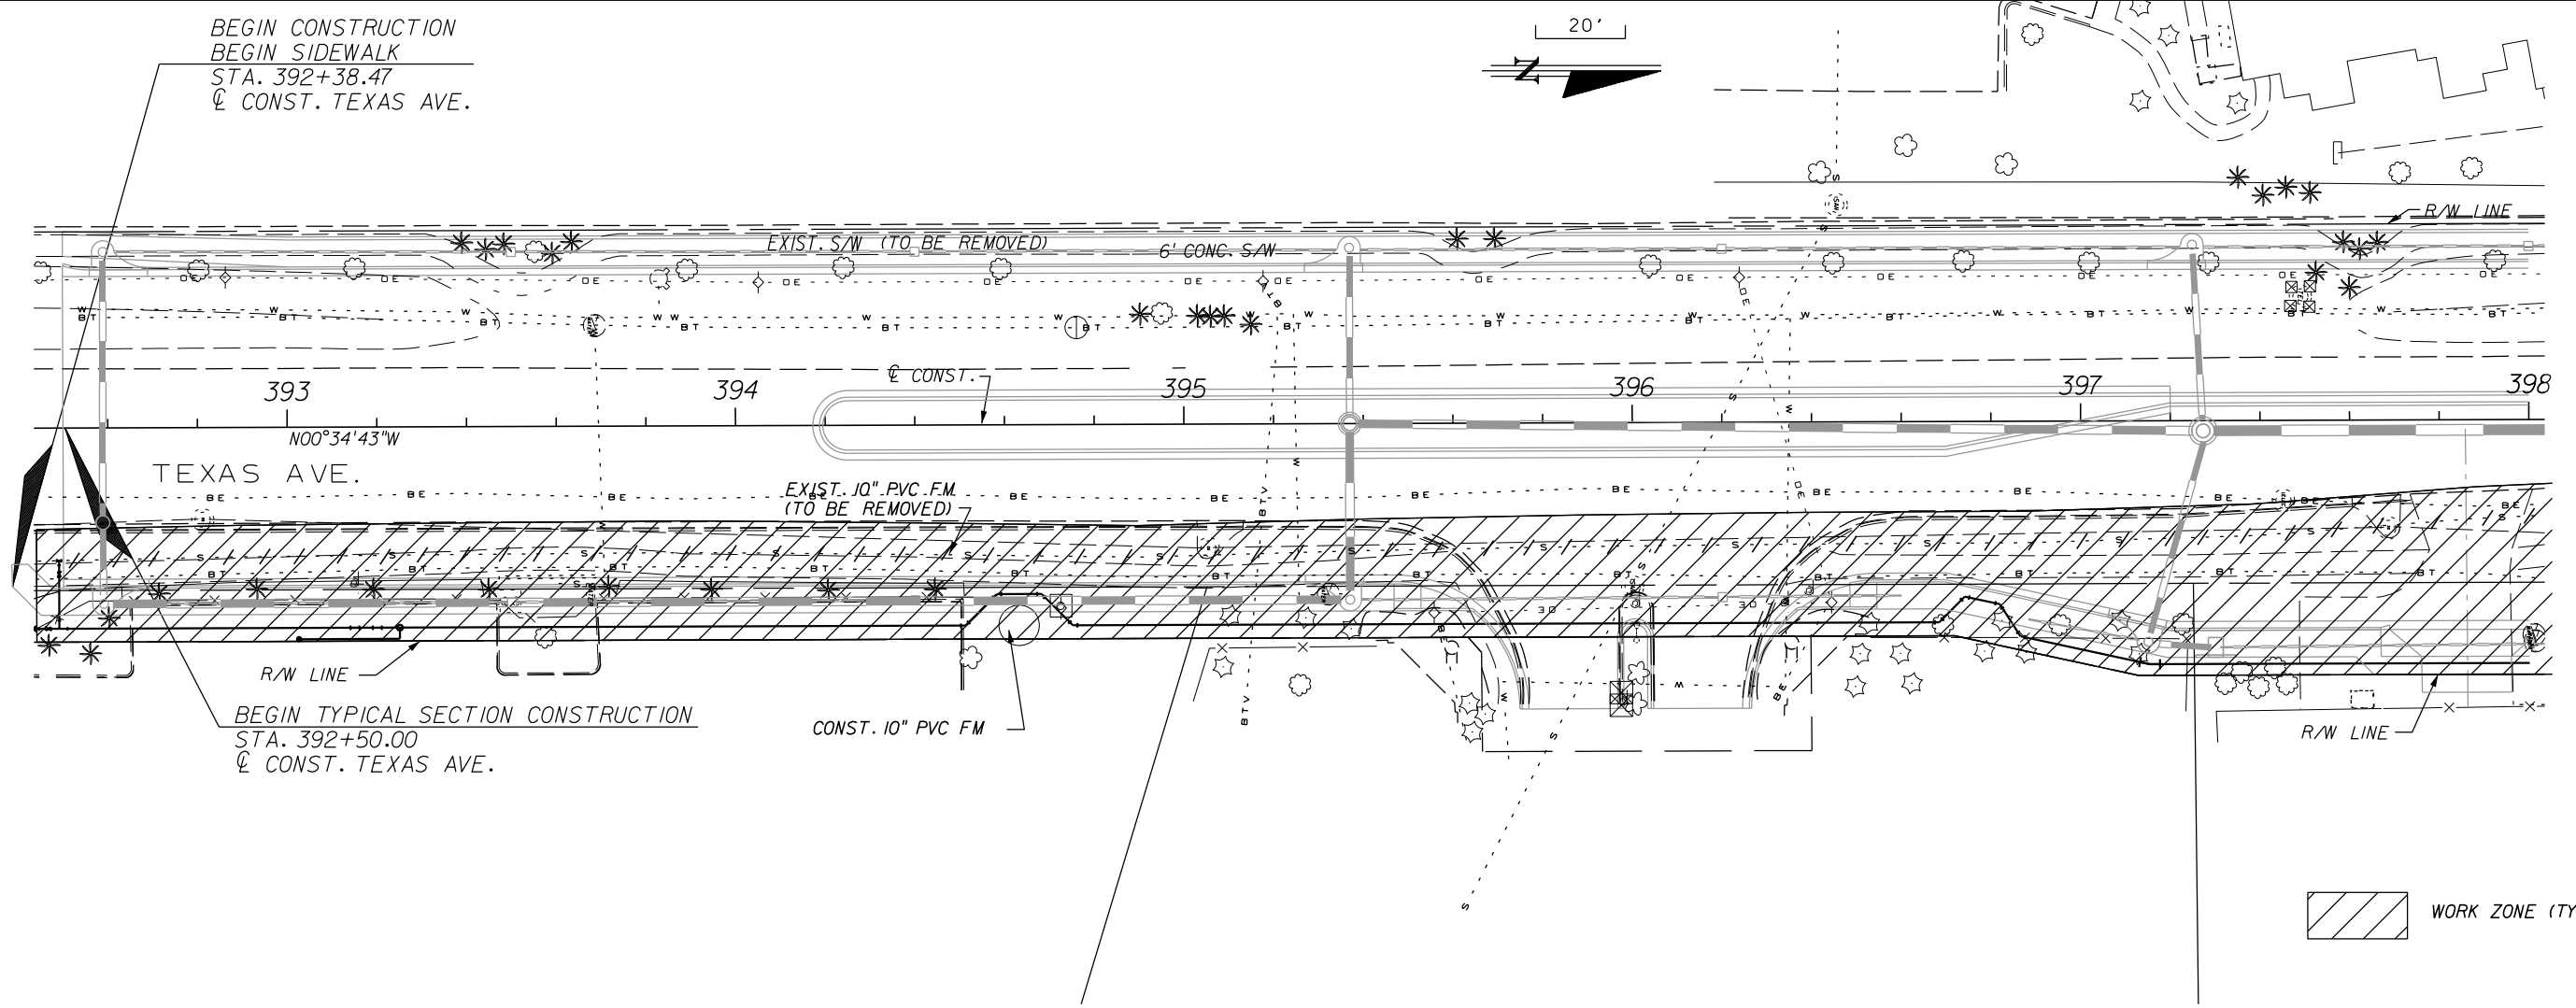 BEGIN CONSTRUCTION
BEGIN SIDEWALK
STA. 392+38.47
℄ CONST. TEXAS AVE.
20'
N
R/W LINE
EXIST. S/W (TO BE REMOVED)
6' CONC. S/W
℄ CONST.
393
394
395
396
397
398
N00°34'43"W
TEXAS AVE.
EXIST. 10" PVC FM
(TO BE REMOVED)
R/W LINE
BEGIN TYPICAL SECTION CONSTRUCTION
STA. 392+50.00
℄ CONST. TEXAS AVE.
CONST. 10" PVC FM
R/W LINE
WORK ZONE (TY